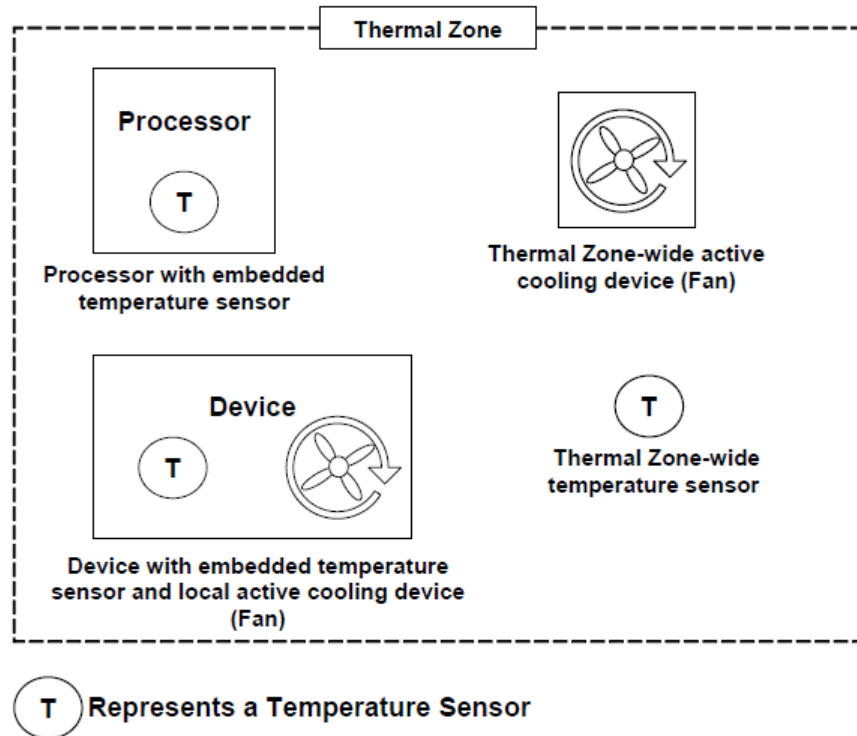 Thermal Zone
Processor
T
Processor with embedded
temperature sensor
Thermal Zone-wide active
cooling device (Fan)
Device
T
Device with embedded temperature
sensor and local active cooling device
(Fan)
T
Thermal Zone-wide
temperature sensor
T Represents a Temperature Sensor